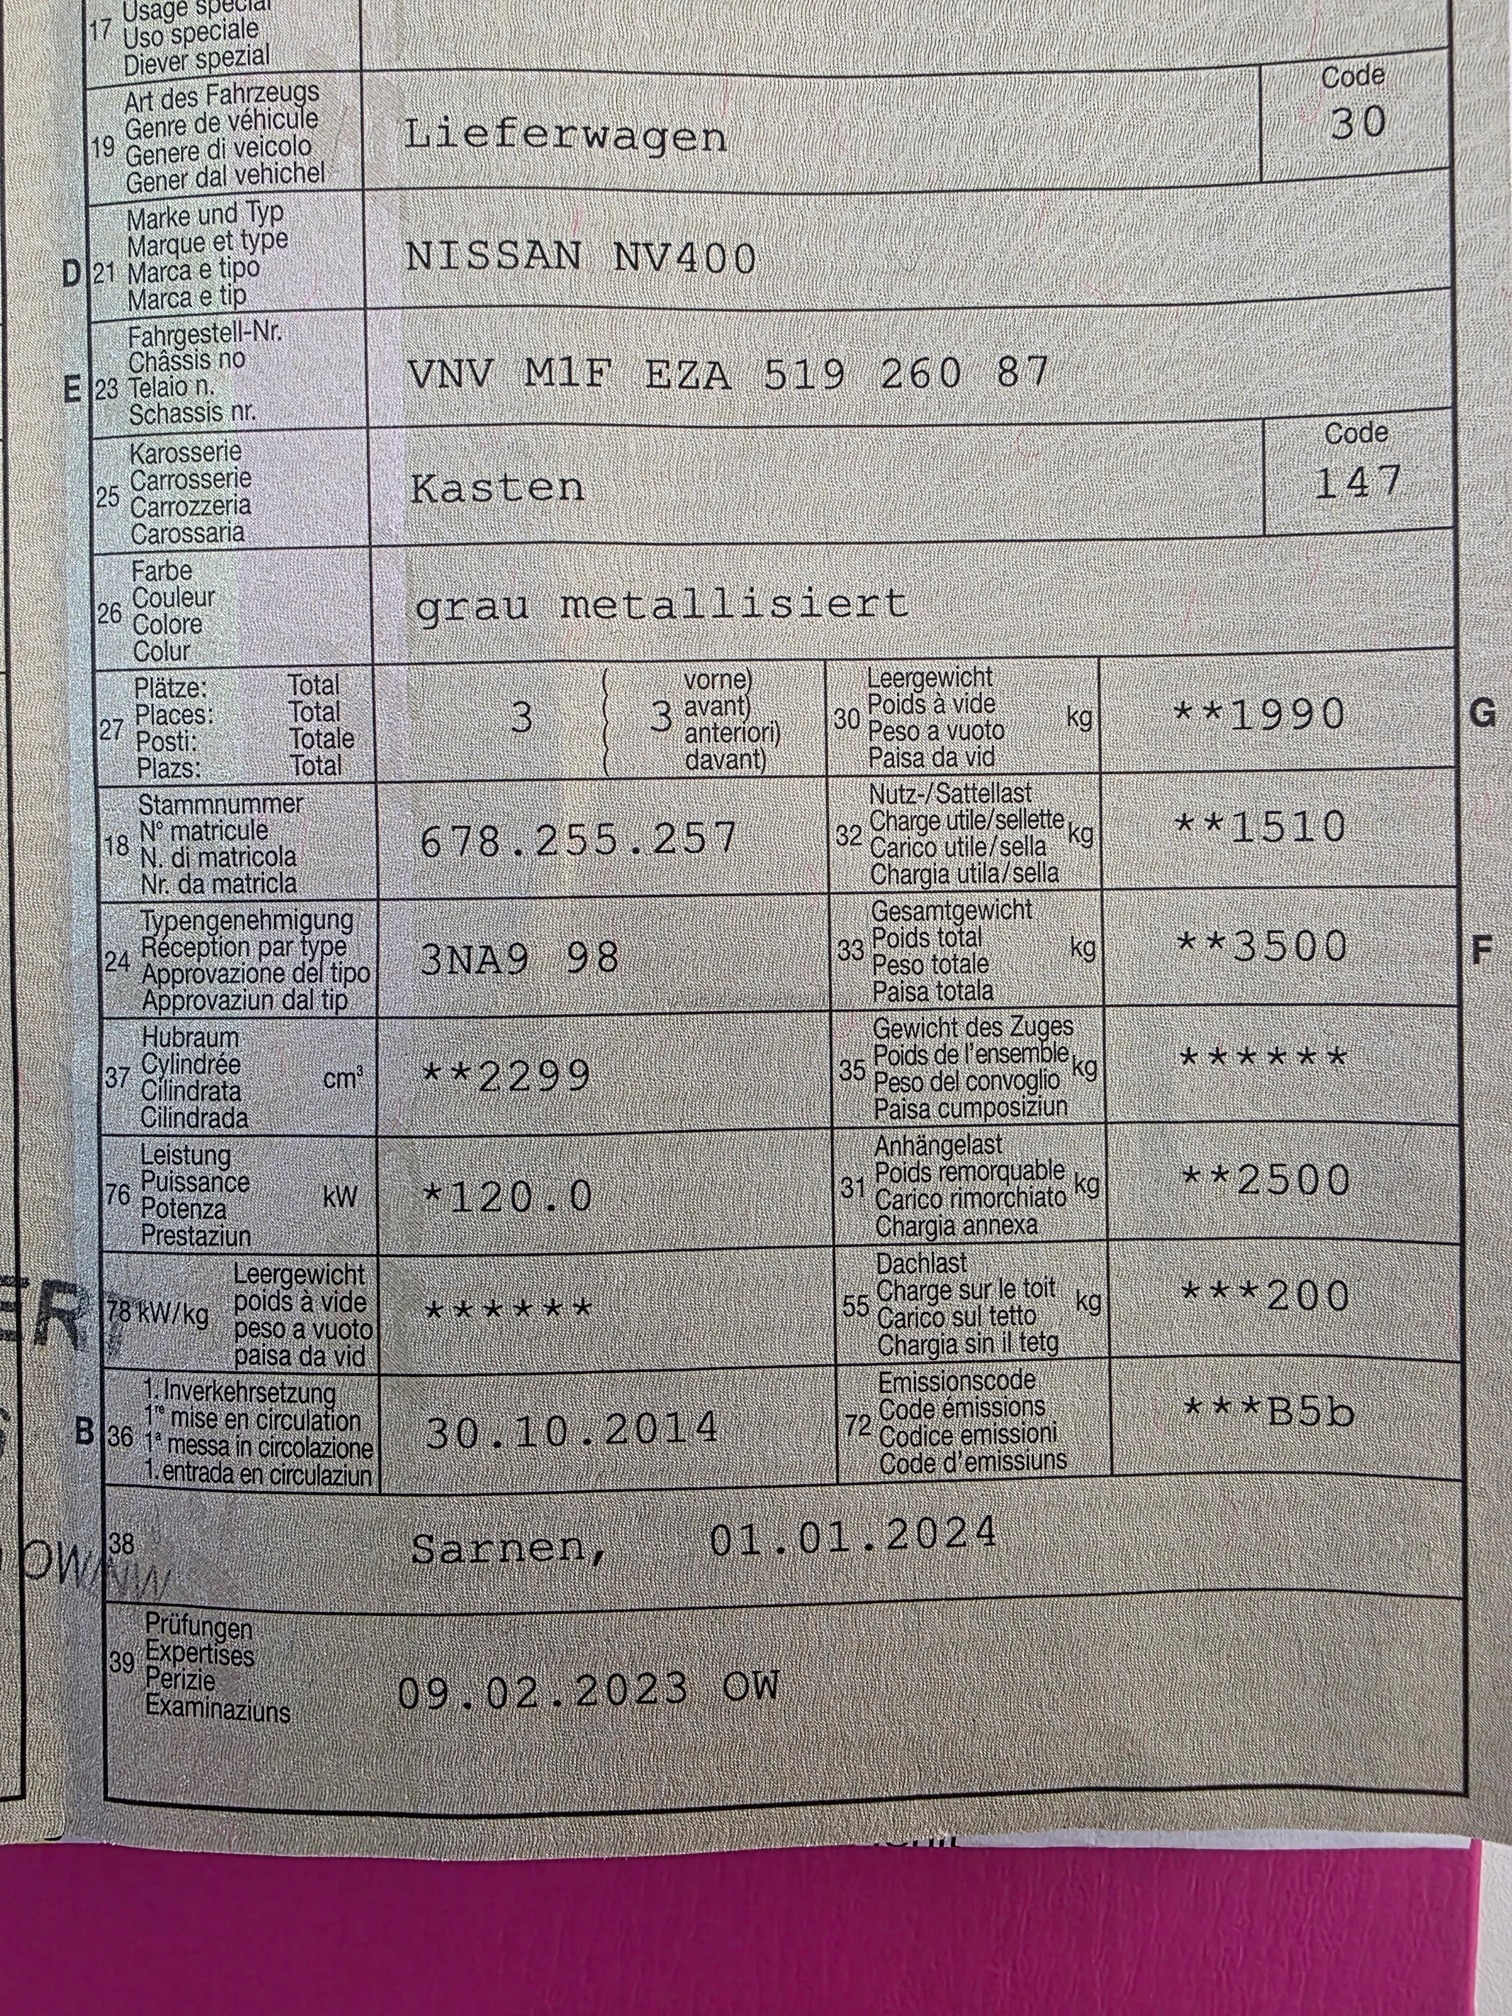 17 Usage spécial
Uso speciale
Diever spezial
19 Art des Fahrzeugs
Genre de véhicule
Genere di veicolo
Gener dal vehichel
Lieferwagen
Code
30
D 21 Marke und Typ
Marque et type
Marca e tipo
Marca e tip
NISSAN NV400
E 23 Fahrgestell-Nr.
Châssis no
Telaio n.
Schassis nr.
VNV M1F EZA 519 260 87
25 Karosserie
Carrosserie
Carrozzeria
Carossaria
Kasten
Code
147
26 Farbe
Couleur
Colore
Colur
grau metallisiert
27 Plätze: Total
Places: Total
Posti: Totale
Plazs: Total
3 ( 3 vorne)
avant)
anteriori)
davant)
30 Leergewicht
Poids à vide
Peso a vuoto
Paisa da vid
kg
**1990
G
18 Stammnummer
N° matricule
N. di matricola
Nr. da matricla
678.255.257
32 Nutz-/Sattellast
Charge utile/sellette
Carico utile/sella
Chargia utila/sella
kg
**1510
24 Typengenehmigung
Réception par type
Approvazione del tipo
Approvaziun dal tip
3NA9 98
33 Gesamtgewicht
Poids total
Peso totale
Paisa totala
kg
**3500
F
37 Hubraum
Cylindrée
Cilindrata
Cilindrada
cm³
**2299
35 Gewicht des Zuges
Poids de l'ensemble
Peso del convoglio
Paisa cumposiziun
kg
******
76 Leistung
Puissance
Potenza
Prestaziun
kW
*120.0
31 Anhängelast
Poids remorquable
Carico rimorchiato
Chargia annexa
kg
**2500
78 kW/kg Leergewicht
poids à vide
peso a vuoto
paisa da vid
******
55 Dachlast
Charge sur le toit
Carico sul tetto
Chargia sin il tetg
kg
***200
B 36 1. Inverkehrsetzung
1re mise en circulation
1a messa in circolazione
1. entrada en circulaziun
30.10.2014
72 Emissionscode
Code émissions
Codice emissioni
Code d'emissiuns
***B5b
38 Sarnen, 01.01.2024
OW/NW
39 Prüfungen
Expertises
Perizie
Examinaziuns
09.02.2023 OW